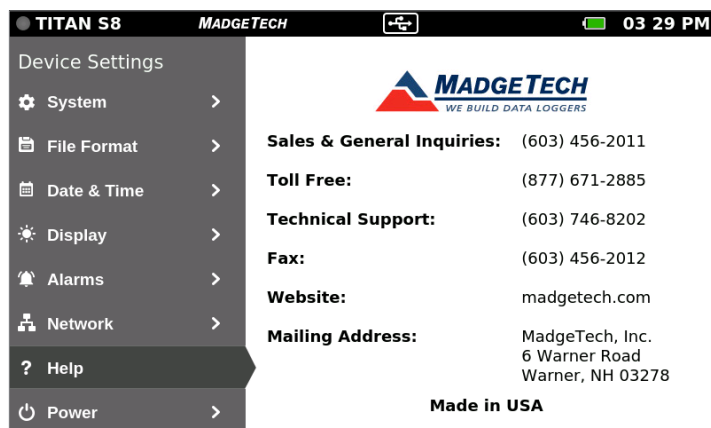 TITAN S8 MADGETECH 03 29 PM
Device Settings
System
File Format
Date & Time
Display
Alarms
Network
? Help
Power
MADGETECH
WE BUILD DATA LOGGERS
Sales & General Inquiries: (603) 456-2011
Toll Free: (877) 671-2885
Technical Support: (603) 746-8202
Fax: (603) 456-2012
Website: madgetech.com
Mailing Address: MadgeTech, Inc.
6 Warner Road
Warner, NH 03278
Made in USA